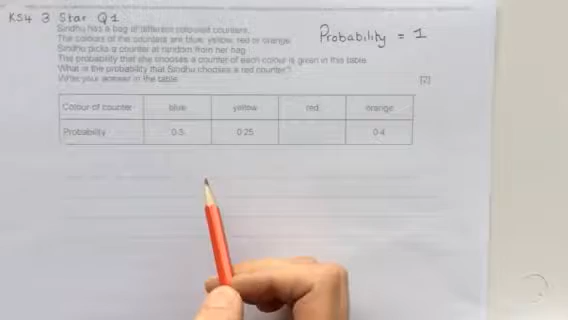 KS4 3 Star Q1
Probability = 1
Sindhu has a bag of different coloured counters.
The colours of the counters are blue, yellow, red or orange.
Sindhu picks a counter at random from her bag.
The probability that she chooses a counter of each colour is given in this table.
What is the probability that Sindhu chooses a red counter?
Write your answer in the table. [2]
Colour of counter blue yellow red orange
Probability 0.25 0.4